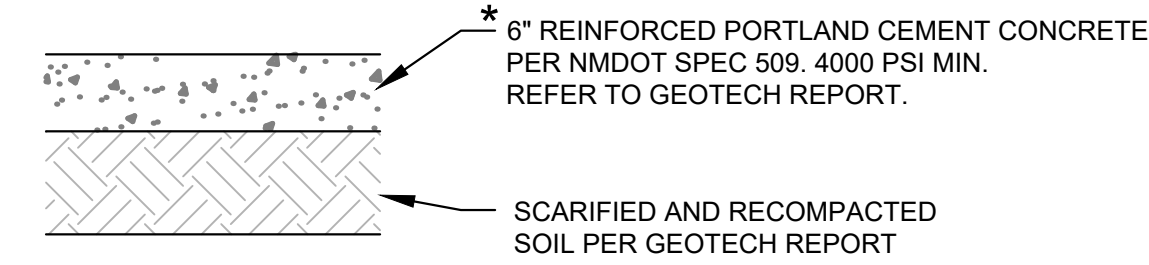 * 6" REINFORCED PORTLAND CEMENT CONCRETE
PER NMDOT SPEC 509. 4000 PSI MIN.
REFER TO GEOTECH REPORT.
SCARIFIED AND RECOMPACTED
SOIL PER GEOTECH REPORT